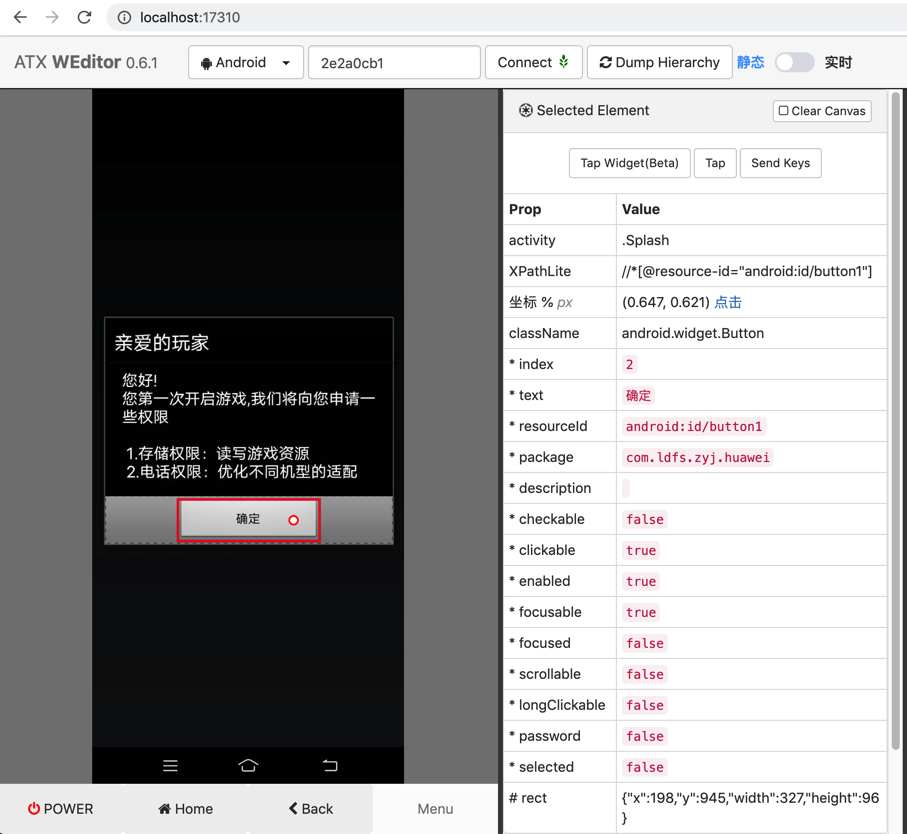 localhost:17310
ATX WEditor 0.6.1
Android
2e2a0cb1
Connect
Dump Hierarchy
静态
实时
亲爱的玩家
您好!
您第一次开启游戏,我们将向您申请一
些权限
1.存储权限：读写游戏资源
2.电话权限：优化不同机型的适配
确定
POWER
Home
Back
Menu
Selected Element
Clear Canvas
Tap Widget(Beta)
Tap
Send Keys
Prop Value
activity .Splash
XPathLite //*[@resource-id="android:id/button1"]
坐标 % px (0.647, 0.621) 点击
className android.widget.Button
* index 2
* text 确定
* resourceId android:id/button1
* package com.ldfs.zyj.huawei
* description
* checkable false
* clickable true
* enabled true
* focusable true
* focused false
* scrollable false
* longClickable false
* password false
* selected false
# rect {"x":198,"y":945,"width":327,"height":96
}